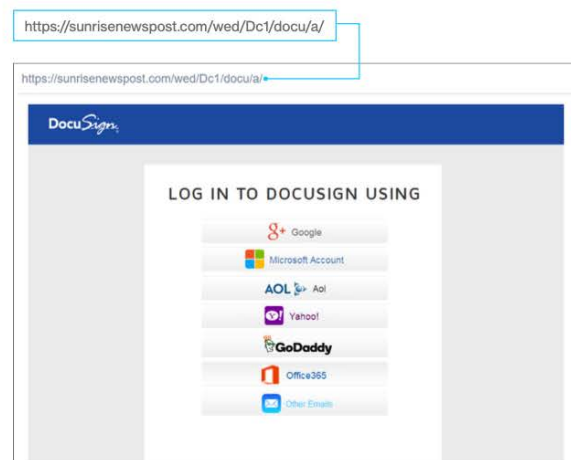 https://sunrisenewspost.com/wed/Dc1/docu/a/
https://sunrisenewspost.com/wed/Dc1/docu/a/
DocuSign
LOG IN TO DOCUSIGN USING
g+ Google
Microsoft Account
AOL Aol
Y! Yahoo!
GoDaddy
Office365
Other Emails